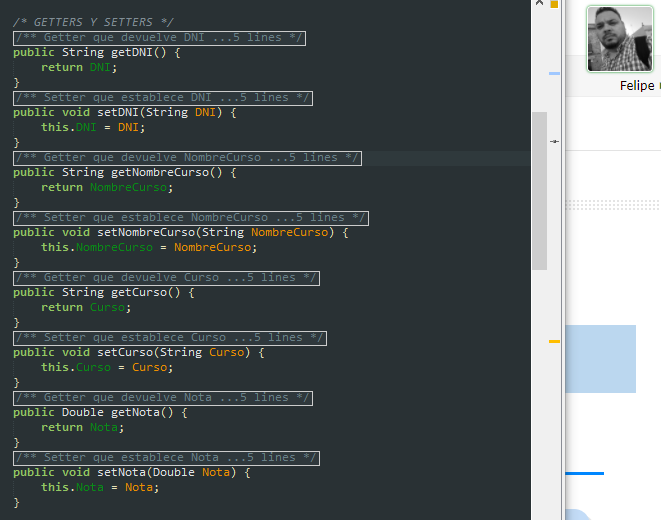 /* GETTERS Y SETTERS */
/** Getter que devuelve DNI ...5 lines */
public String getDNI() {
    return DNI;
}
/** Setter que establece DNI ...5 lines */
public void setDNI(String DNI) {
    this.DNI = DNI;
}
/** Getter que devuelve NombreCurso ...5 lines */
public String getNombreCurso() {
    return NombreCurso;
}
/** Setter que establece NombreCurso ...5 lines */
public void setNombreCurso(String NombreCurso) {
    this.NombreCurso = NombreCurso;
}
/** Getter que devuelve Curso ...5 lines */
public String getCurso() {
    return Curso;
}
/** Setter que establece Curso ...5 lines */
public void setCurso(String Curso) {
    this.Curso = Curso;
}
/** Getter que devuelve Nota ...5 lines */
public Double getNota() {
    return Nota;
}
/** Setter que establece Nota ...5 lines */
public void setNota(Double Nota) {
    this.Nota = Nota;
}
Felipe